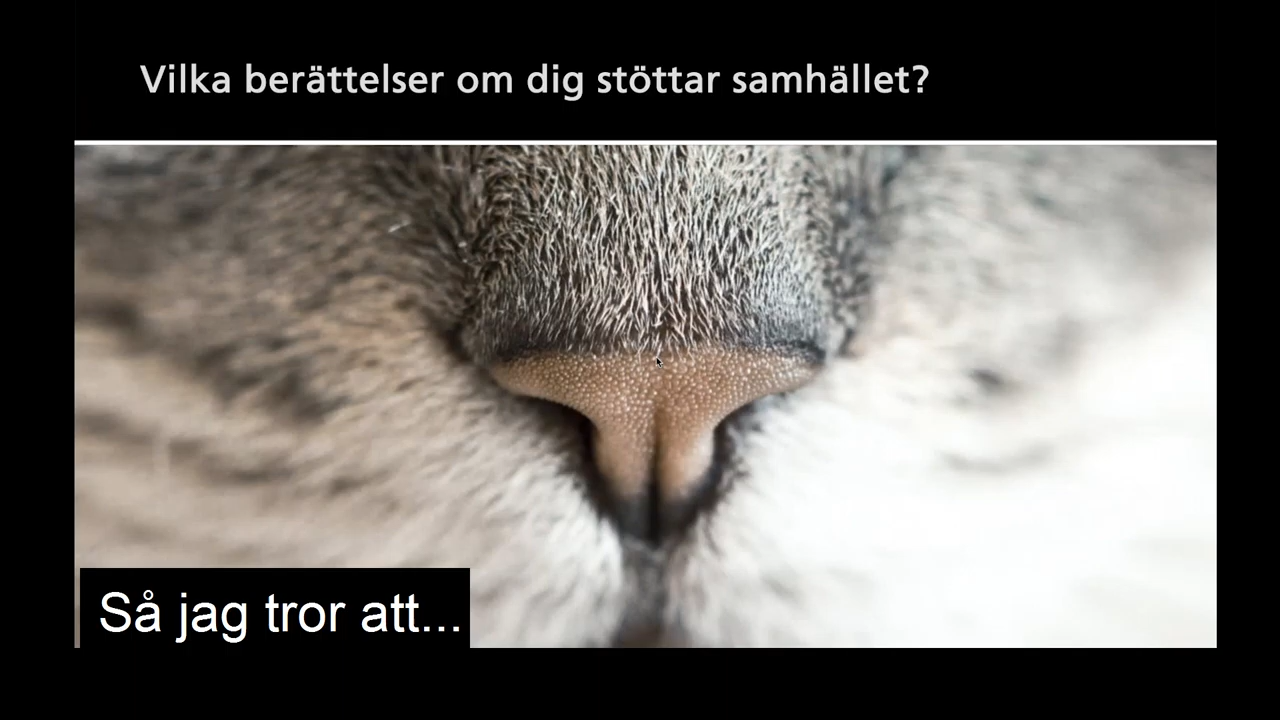 Vilka berättelser om dig stöttar samhället?
Så jag tror att...